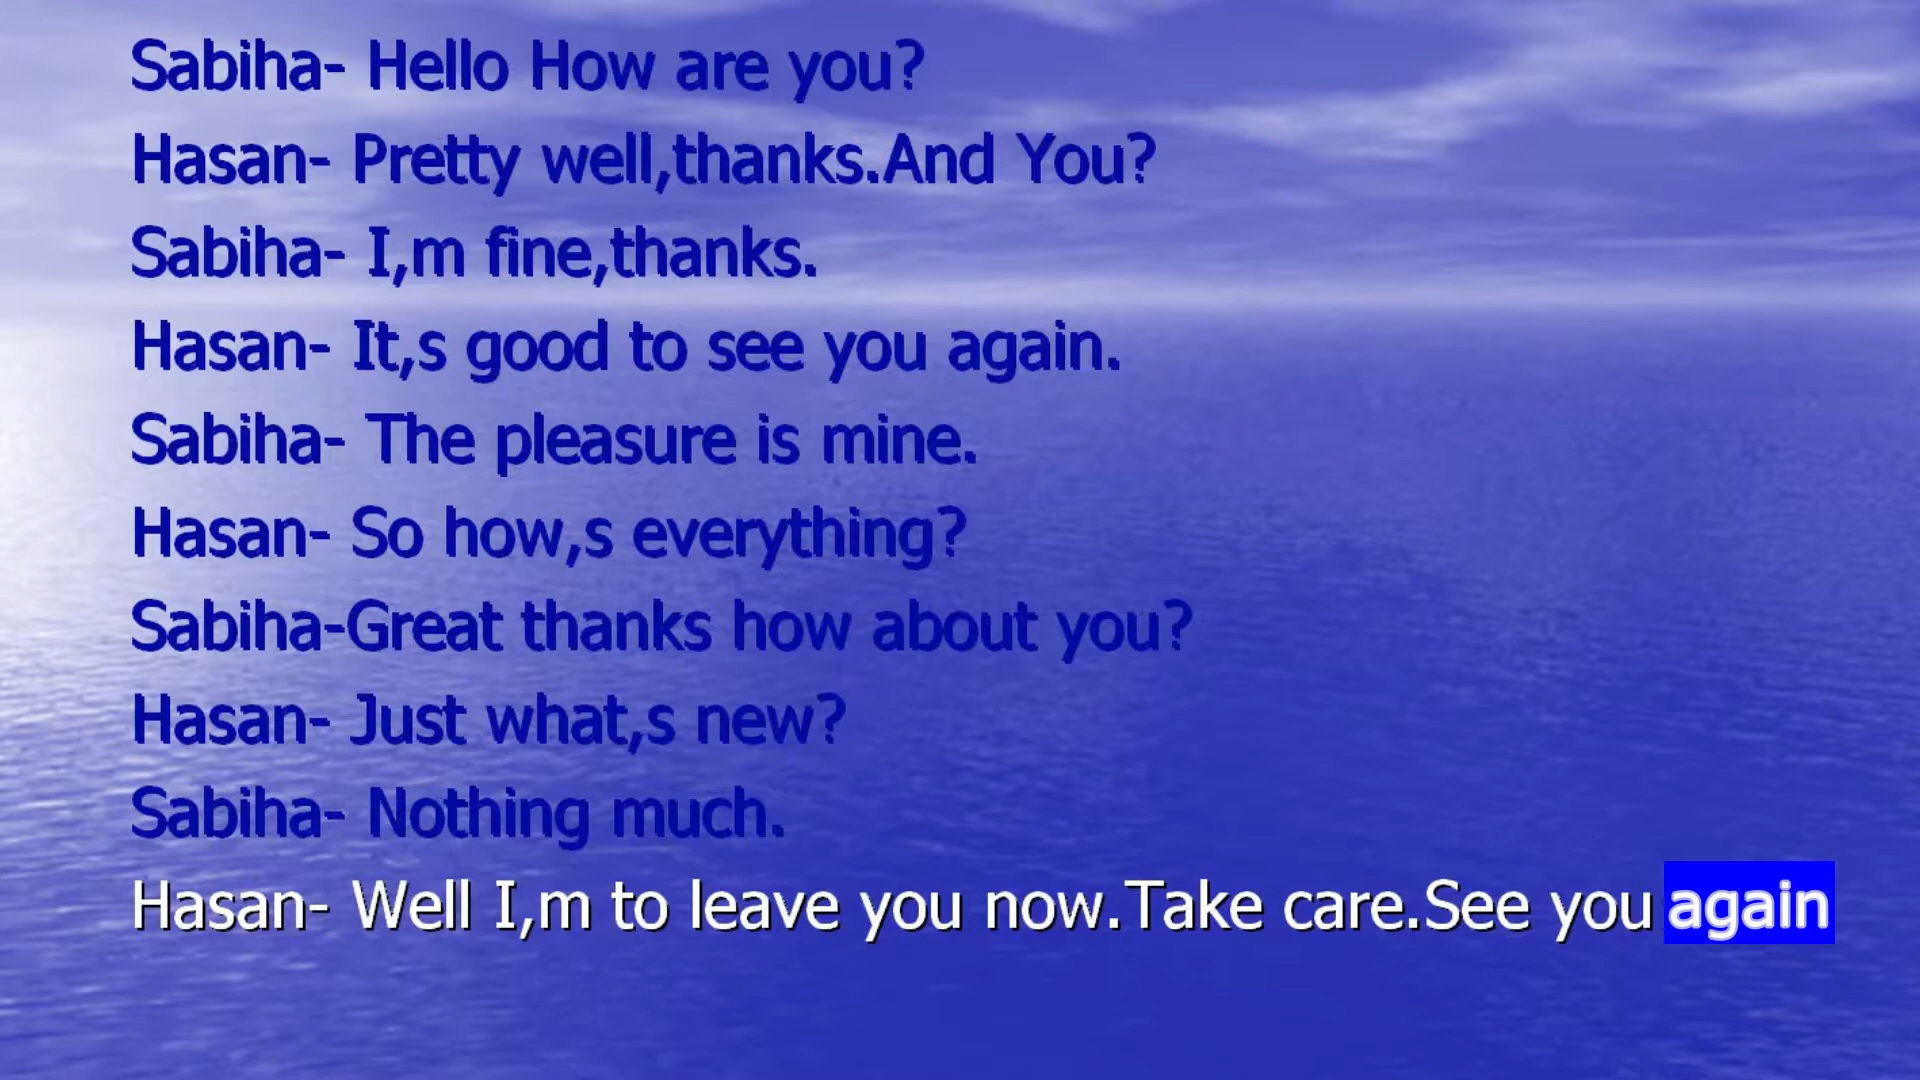 Sabiha- Hello How are you?
Hasan- Pretty well,thanks.And You?
Sabiha- I,m fine,thanks.
Hasan- It,s good to see you again.
Sabiha- The pleasure is mine.
Hasan- So how,s everything?
Sabiha-Great thanks how about you?
Hasan- Just what,s new?
Sabiha- Nothing much.
Hasan- Well I,m to leave you now.Take care.See you again